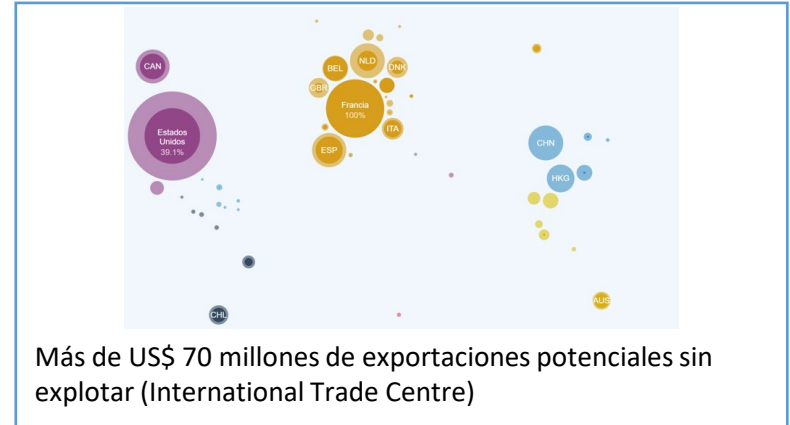 CAN
BEL
NLD
DNK
GBR
Francia
100%
Estados
Unidos
39.1%
ITA
ESP
CHN
HKG
CHL
AUS
Más de US$ 70 millones de exportaciones potenciales sin
explotar (International Trade Centre)